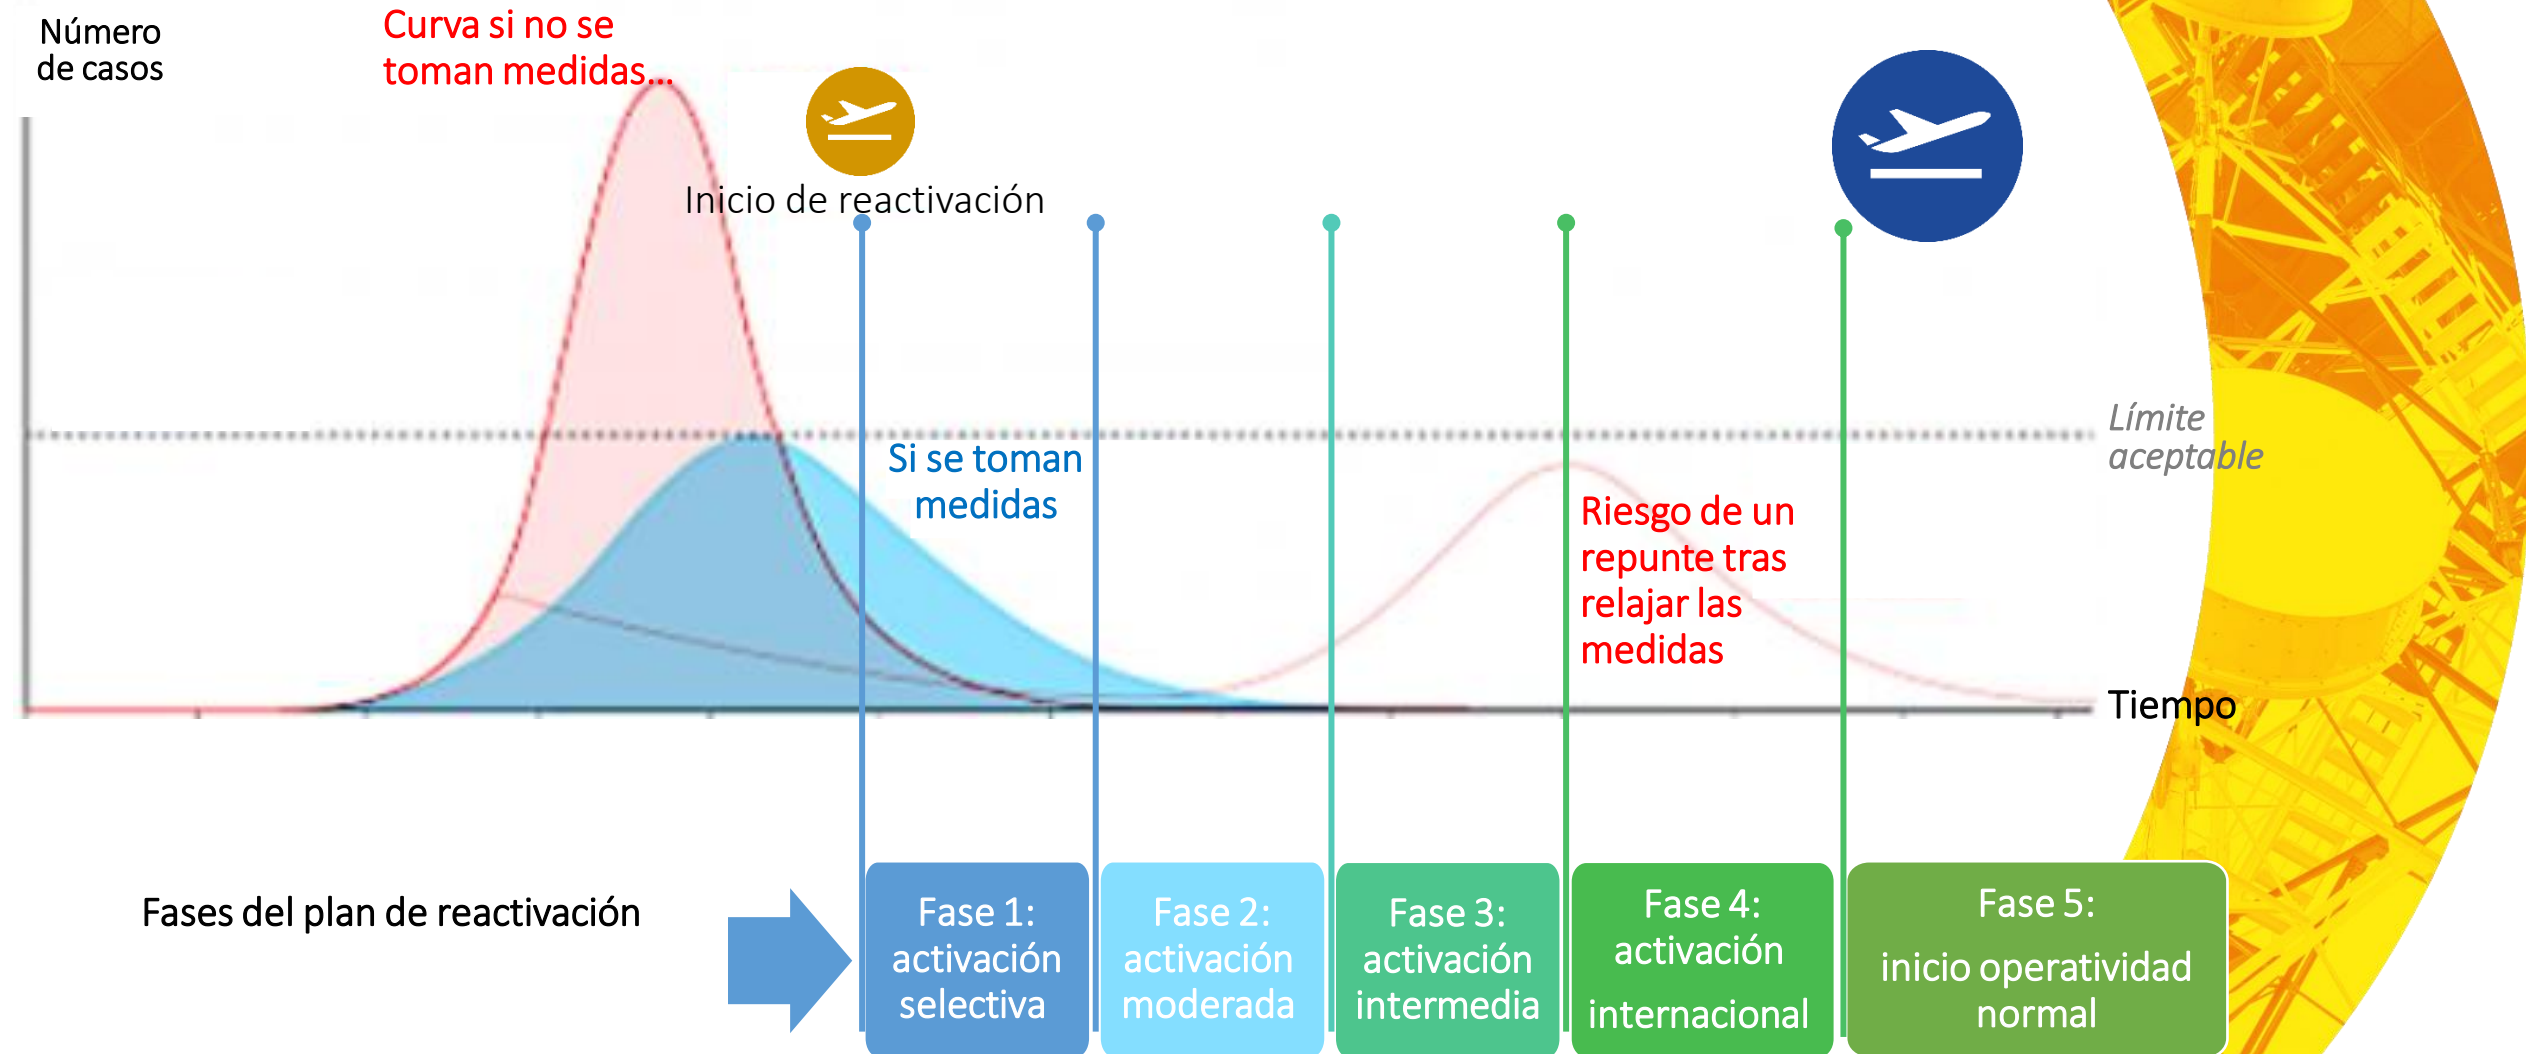 Número
de casos
Curva si no se
toman medidas...
Inicio de reactivación
Límite
aceptable
Si se toman
medidas
Riesgo de un
repunte tras
relajar las
medidas
Tiempo
Fases del plan de reactivación
Fase 1:
activación
selectiva
Fase 2:
activación
moderada
Fase 3:
activación
intermedia
Fase 4:
activación
internacional
Fase 5:
inicio operatividad
normal